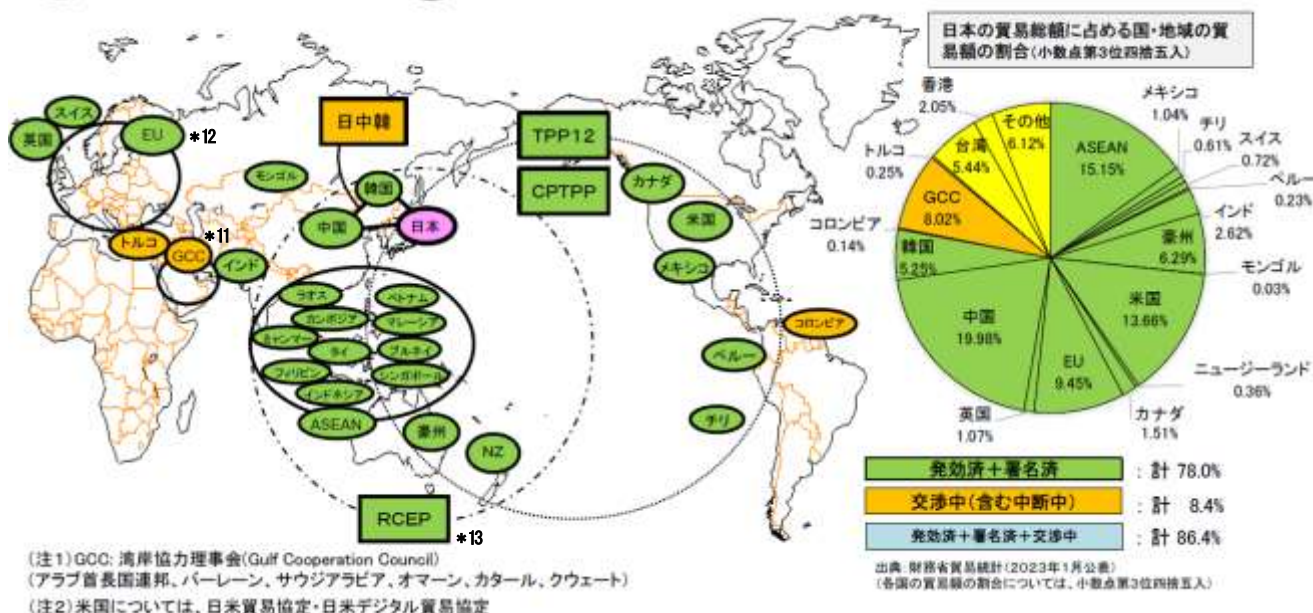 日本の貿易総額に占める国・地域の貿
易額の割合(小数点第3位四捨五入)
スイス
英国
EU
*12
モンゴル
日中韓
韓国
中国
日本
TPP12
CPTPP
カナダ
米国
メキシコ
トルコ
*11
GCC
インド
ラオス
ベトナム
カンボジア
マレーシア
ミャンマー
タイ
ブルネイ
フィリピン
シンガポール
インドネシア
ASEAN
豪州
NZ
コロンビア
ペルー
チリ
RCEP
*13
香港
2.05%
その他
6.12%
メキシコ
1.04%
チリ
0.61%
スイス
0.72%
ペルー
0.23%
トルコ
0.25%
台湾
5.44%
ASEAN
15.15%
インド
2.62%
GCC
8.02%
コロンビア
0.14%
韓国
5.25%
豪州
6.29%
モンゴル
0.03%
中国
19.98%
米国
13.66%
ニュージーランド
0.36%
EU
9.45%
英国
1.07%
カナダ
1.51%
発効済+署名済 : 計 78.0%
交渉中(含む中断中) : 計 8.4%
発効済+署名済+交渉中 : 計 86.4%
出典:財務省貿易統計(2023年1月公表)
(各国の貿易額の割合については、小数点第3位四捨五入)
(注1)GCC: 湾岸協力理事会(Gulf Cooperation Council)
(アラブ首長国連邦、バーレーン、サウジアラビア、オマーン、カタール、クウェート)
(注2)米国については、日米貿易協定・日米デジタル貿易協定